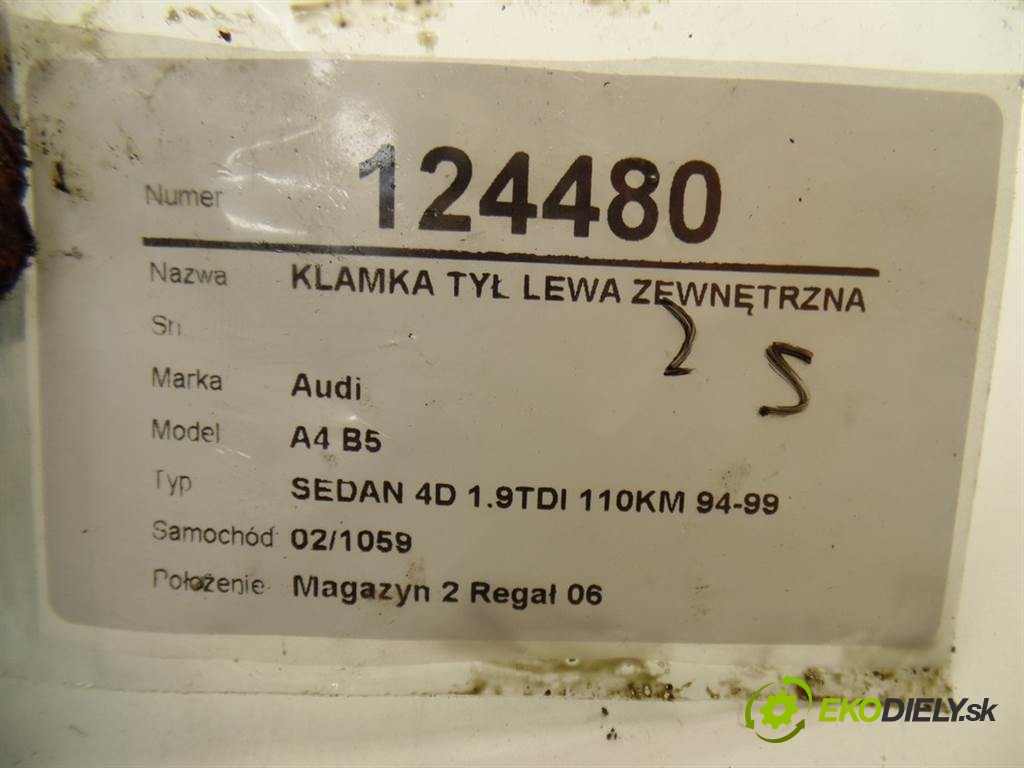 Numer 124480
Nazwa KLAMKA TYŁ LEWA ZEWNĘTRZNA
Sn
2 5
Marka Audi
Model A4 B5
Typ SEDAN 4D 1.9TDI 110KM 94-99
Samochód 02/1059
Położenie Magazyn 2 Regał 06
EKODIELY.sk